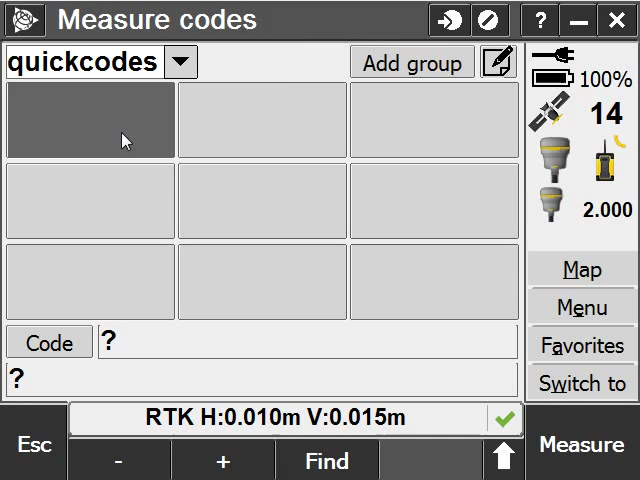 Measure codes
?
quickcodes
Add group
100%
14
2.000
Map
Menu
Code
?
Favorites
?
Switch to
RTK H:0.010m V:0.015m
Esc
-
+
Find
Measure